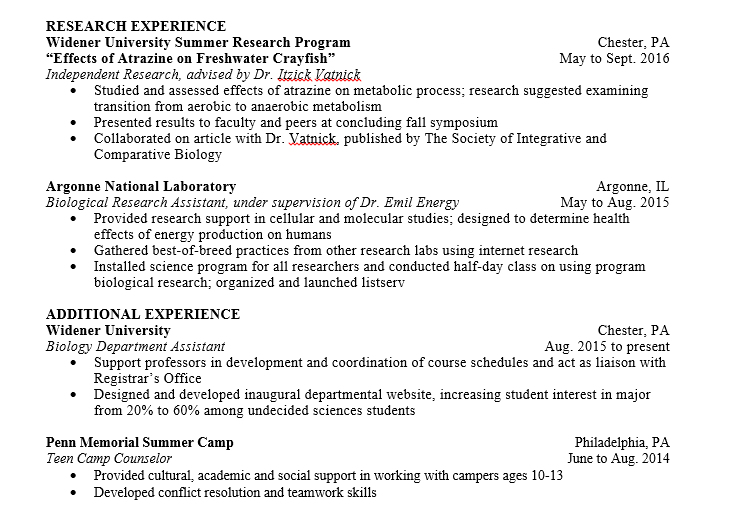 RESEARCH EXPERIENCE
Widener University Summer Research Program Chester, PA
“Effects of Atrazine on Freshwater Crayfish” May to Sept. 2016
Independent Research, advised by Dr. Itzick Vatnick
• Studied and assessed effects of atrazine on metabolic process; research suggested examining
transition from aerobic to anaerobic metabolism
• Presented results to faculty and peers at concluding fall symposium
• Collaborated on article with Dr. Vatnick, published by The Society of Integrative and
Comparative Biology
Argonne National Laboratory Argonne, IL
Biological Research Assistant, under supervision of Dr. Emil Energy May to Aug. 2015
• Provided research support in cellular and molecular studies; designed to determine health
effects of energy production on humans
• Gathered best-of-breed practices from other research labs using internet research
• Installed science program for all researchers and conducted half-day class on using program
biological research; organized and launched listserv
ADDITIONAL EXPERIENCE
Widener University Chester, PA
Biology Department Assistant Aug. 2015 to present
• Support professors in development and coordination of course schedules and act as liaison with
Registrar’s Office
• Designed and developed inaugural departmental website, increasing student interest in major
from 20% to 60% among undecided sciences students
Penn Memorial Summer Camp Philadelphia, PA
Teen Camp Counselor June to Aug. 2014
• Provided cultural, academic and social support in working with campers ages 10-13
• Developed conflict resolution and teamwork skills